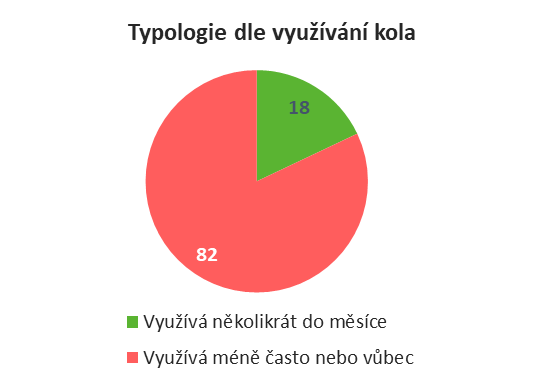 Typologie dle využívání kola
18
82
Využívá několikrát do měsíce
Využívá méně často nebo vůbec